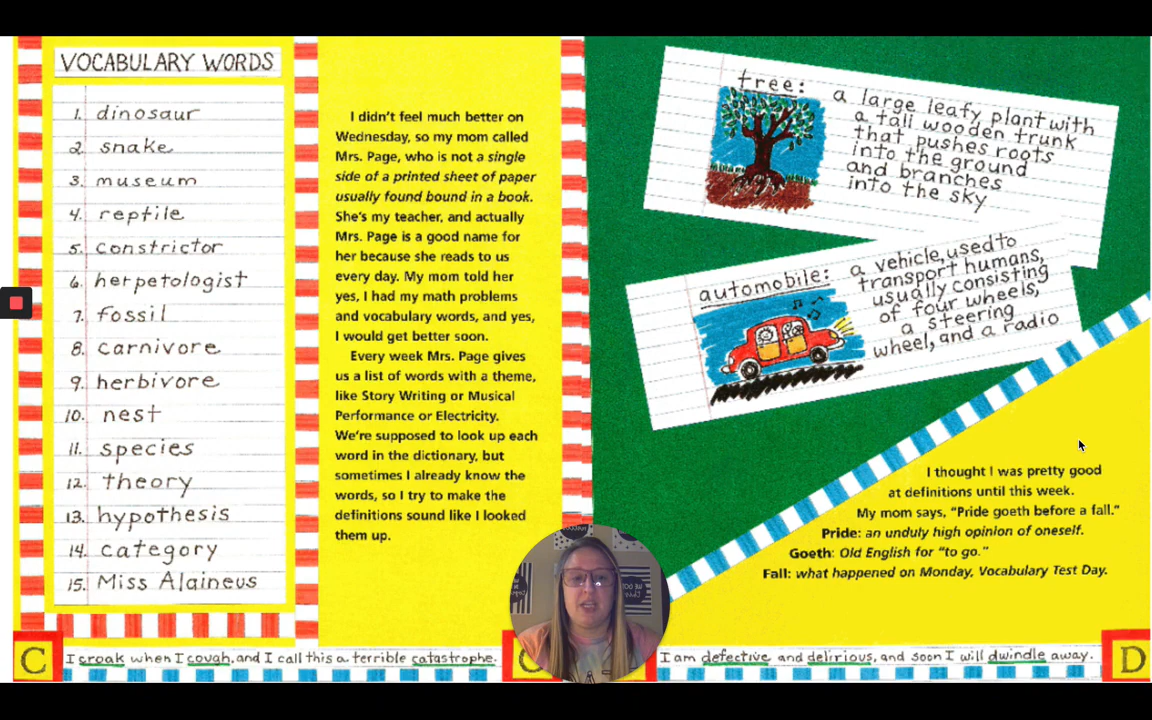 VOCABULARY WORDS
1. dinosaur
2. snake
3. museum
4. reptile
5. constrictor
6. herpetologist
7. fossil
8. carnivore
9. herbivore
10. nest
11. species
12. theory
13. hypothesis
14. category
15. Miss Alaineus
I didn't feel much better on
Wednesday, so my mom called
Mrs. Page, who is not a single
side of a printed sheet of paper
usually found bound in a book.
She's my teacher, and actually
Mrs. Page is a good name for
her because she reads to us
every day. My mom told her
yes, I had my math problems
and vocabulary words, and yes,
I would get better soon.
Every week Mrs. Page gives
us a list of words with a theme,
like Story Writing or Musical
Performance or Electricity.
We're supposed to look up each
word in the dictionary, but
sometimes I already know the
words, so I try to make the
definitions sound like I looked
them up.
C
I croak when I cough, and I call this a terrible catastrophe.
tree:
a large leafy plant with
a tall wooden trunk
that pushes roots
into the ground
and branches
into the sky
automobile:
a vehicle, used to
transport humans,
usually consisting
of four wheels,
a steering
wheel, and a radio
I thought I was pretty good
at definitions until this week.
My mom says, "Pride goeth before a fall."
Pride: an unduly high opinion of oneself.
Goeth: Old English for "to go."
Fall: what happened on Monday, Vocabulary Test Day.
I am defective and delirious, and soon I will dwindle away.
D